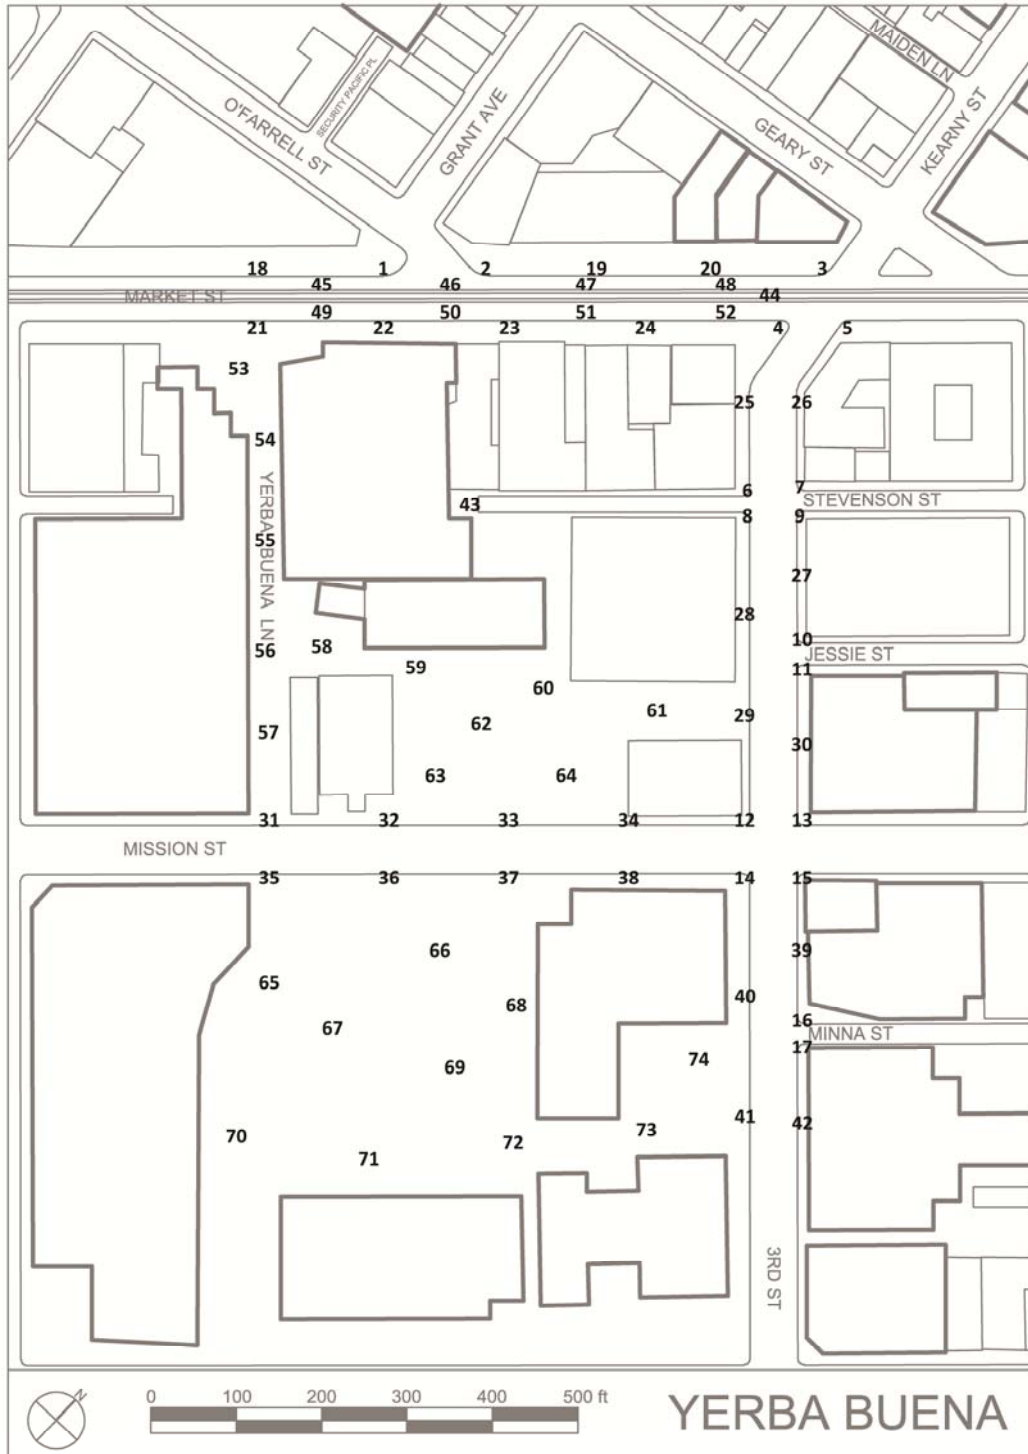 MAIDEN LN
SECURITY PACIFIC PL
O'FARRELL ST
GRANT AVE
GEARY ST
KEARNY ST
18 1 2 19 20 3
45 46 47 48
MARKET ST 44
49 50 51 52
21 22 23 24 4 5
53
25 26
54
YERBA BUENA LN
6 7
43 STEVENSON ST
8 9
55
27
28
10
56 58 JESSIE ST
59 11
60
61 29
57 62
30
63 64
31 32 33 34 12 13
MISSION ST
35 36 37 38 14 15
66 39
65
68 40
67 16
MINNA ST
69 74 17
41 42
70 72 73
71
3RD ST
N
0 100 200 300 400 500 ft
YERBA BUENA